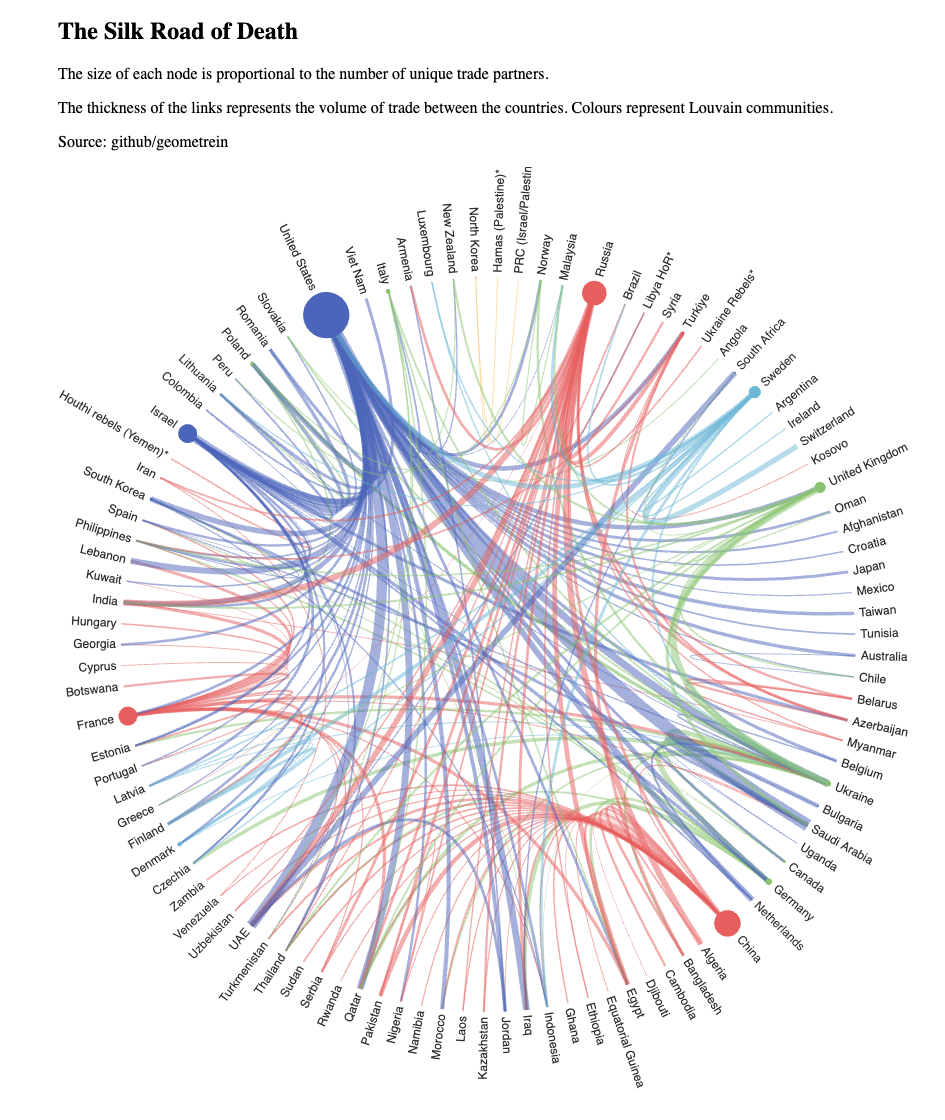 The Silk Road of Death
The size of each node is proportional to the number of unique trade partners.
The thickness of the links represents the volume of trade between the countries. Colours represent Louvain communities.
Source: github/geometrein
United States
Viet Nam
Italy
Armenia
Luxembourg
New Zealand
North Korea
Hamas (Palestine)*
PRC (Israel/Palestin
Norway
Malaysia
Russia
Brazil
Libya HoR*
Syria
Turkiye
Ukraine Rebels*
Angola
South Africa
Sweden
Argentina
Ireland
Switzerland
Kosovo
United Kingdom
Oman
Afghanistan
Croatia
Japan
Mexico
Taiwan
Tunisia
Australia
Chile
Belarus
Azerbaijan
Myanmar
Belgium
Ukraine
Bulgaria
Saudi Arabia
Uganda
Canada
Germany
Netherlands
China
Algeria
Bangladesh
Cambodia
Djibouti
Egypt
Equatorial Guinea
Ethiopia
Ghana
Indonesia
Iraq
Jordan
Kazakhstan
Laos
Morocco
Namibia
Nigeria
Pakistan
Qatar
Rwanda
Serbia
Sudan
Thailand
Turkmenistan
UAE
Uzbekistan
Venezuela
Zambia
Czechia
Denmark
Finland
Greece
Latvia
Portugal
Estonia
France
Botswana
Cyprus
Georgia
Hungary
India
Kuwait
Lebanon
Philippines
Spain
South Korea
Iran
Houthi rebels (Yemen)*
Israel
Colombia
Lithuania
Peru
Poland
Romania
Slovakia